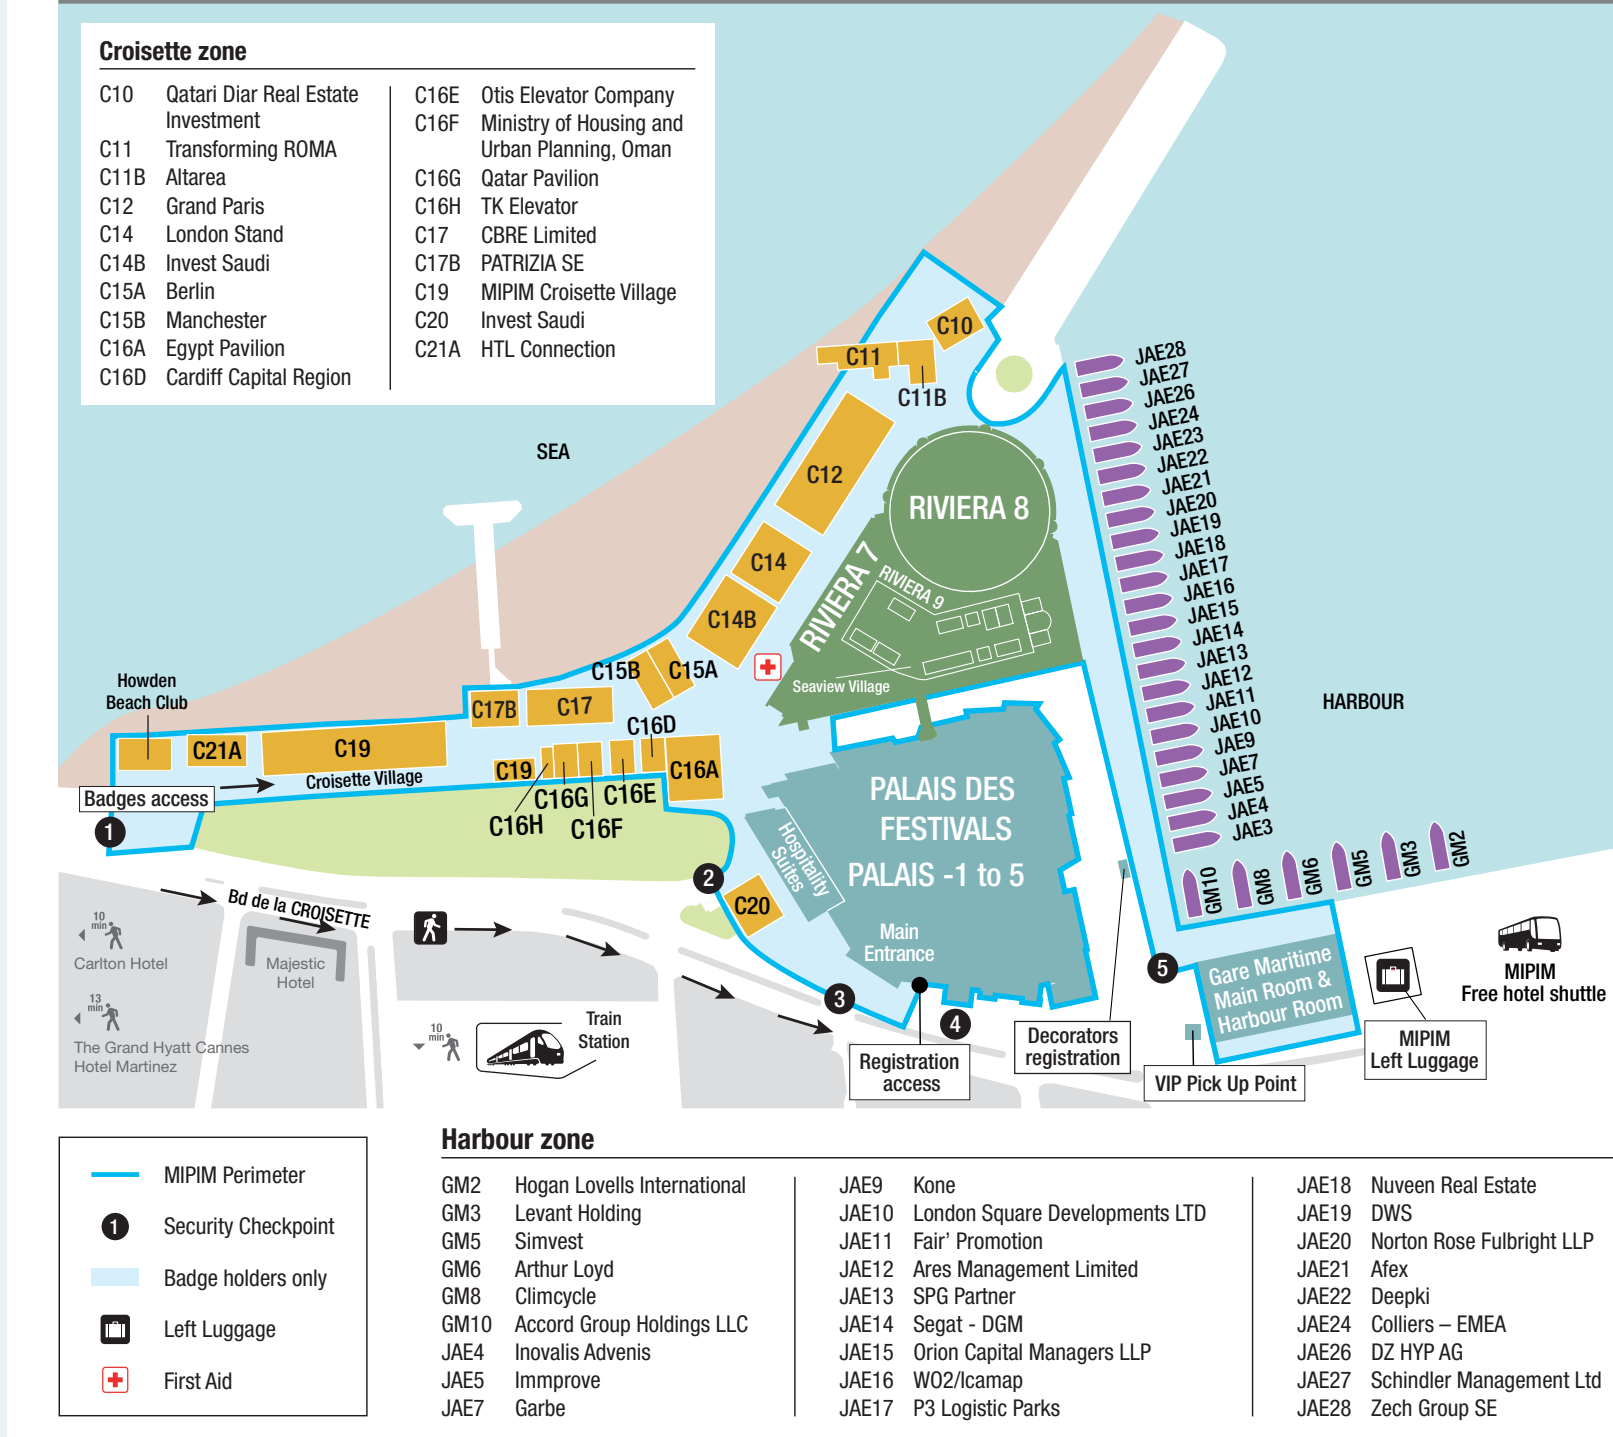 Croisette zone
C10 Qatari Diar Real Estate
Investment
C11 Transforming ROMA
C11B Altarea
C12 Grand Paris
C14 London Stand
C14B Invest Saudi
C15A Berlin
C15B Manchester
C16A Egypt Pavilion
C16D Cardiff Capital Region
C16E Otis Elevator Company
C16F Ministry of Housing and
Urban Planning, Oman
C16G Qatar Pavilion
C16H TK Elevator
C17 CBRE Limited
C17B PATRIZIA SE
C19 MIPIM Croisette Village
C20 Invest Saudi
C21A HTL Connection
C10
C11
C11B
JAE28
JAE27
JAE26
JAE24
JAE23
JAE22
JAE21
JAE20
JAE19
JAE18
JAE17
JAE16
JAE15
JAE14
JAE13
JAE12
JAE11
JAE10
JAE9
JAE7
JAE5
JAE4
JAE3
SEA
C12
RIVIERA 8
RIVIERA 7
RIVIERA 9
C14
C14B
C15B
C15A
Seaview Village
HARBOUR
Howden
Beach Club
C17B
C17
C16D
C21A
C19
C19
C16A
Croisette Village
Badges access
C16G
C16E
C16H
C16F
1
PALAIS DES
FESTIVALS
PALAIS -1 to 5
Hospitality
Suites
GM10
GM8
GM6
GM5
GM3
GM2
2
C20
Bd de la CROISETTE
Main
Entrance
10
min
Carlton Hotel
Majestic
Hotel
13
min
The Grand Hyatt Cannes
Hotel Martinez
10
min
Train
Station
3
4
5
Gare Maritime
Main Room &
Harbour Room
MIPIM
Free hotel shuttle
Registration
access
Decorators
registration
VIP Pick Up Point
MIPIM
Left Luggage
MIPIM Perimeter
1 Security Checkpoint
Badge holders only
Left Luggage
First Aid
Harbour zone
GM2 Hogan Lovells International
GM3 Levant Holding
GM5 Simvest
GM6 Arthur Loyd
GM8 Climcycle
GM10 Accord Group Holdings LLC
JAE4 Inovalis Advenis
JAE5 Immprove
JAE7 Garbe
JAE9 Kone
JAE10 London Square Developments LTD
JAE11 Fair' Promotion
JAE12 Ares Management Limited
JAE13 SPG Partner
JAE14 Segat - DGM
JAE15 Orion Capital Managers LLP
JAE16 WO2/Icamap
JAE17 P3 Logistic Parks
JAE18 Nuveen Real Estate
JAE19 DWS
JAE20 Norton Rose Fulbright LLP
JAE21 Afex
JAE22 Deepki
JAE24 Colliers – EMEA
JAE26 DZ HYP AG
JAE27 Schindler Management Ltd
JAE28 Zech Group SE